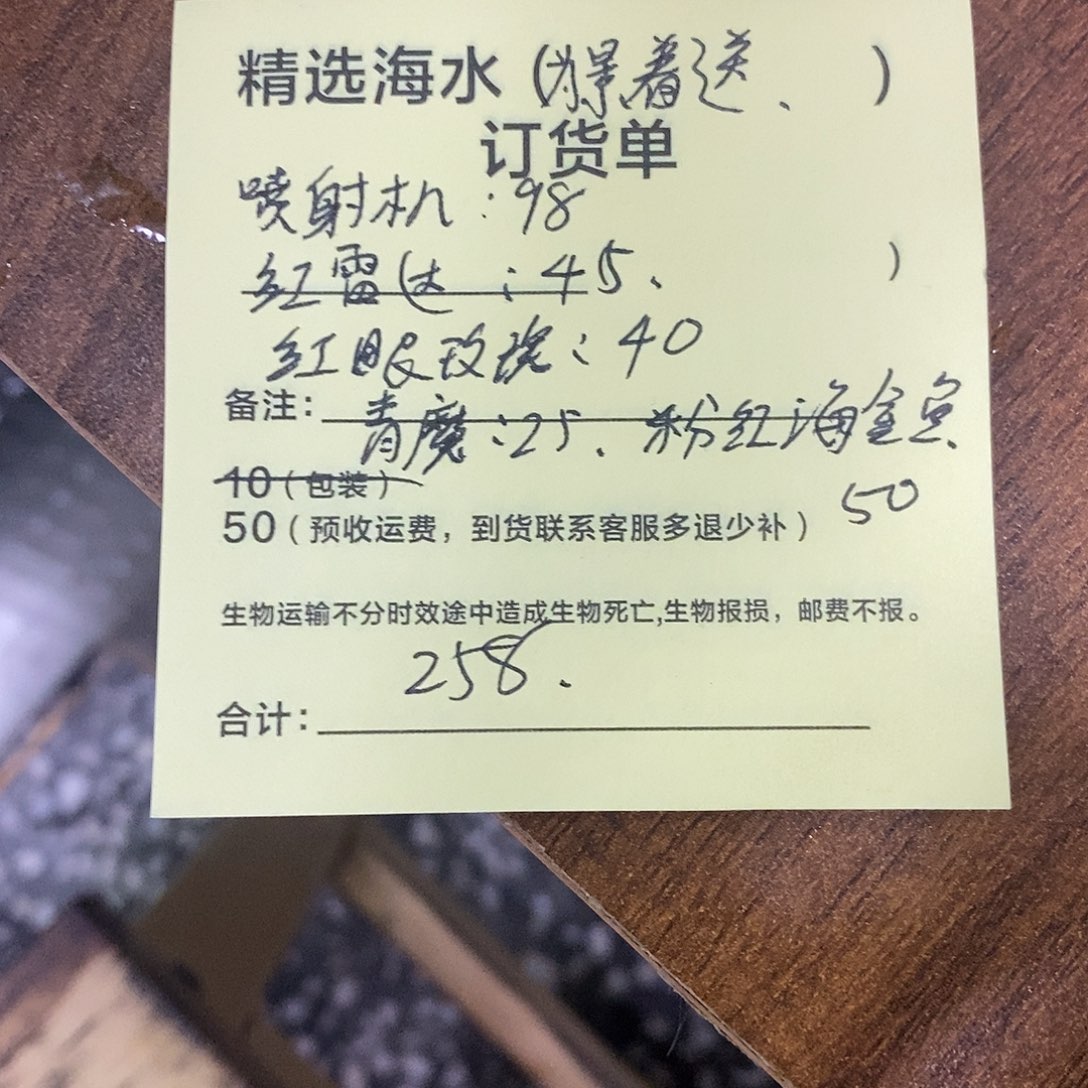 精选海水（爆着送、）
订货单
喷射机：98
红雷达：45、）
红眼玫瑰：40
备注：青魔：25、粉红海金鱼
10（包装）
50
50（预收运费，到货联系客服多退少补）
生物运输不分时效途中造成生物死亡,生物报损，邮费不报。
258.
合计：